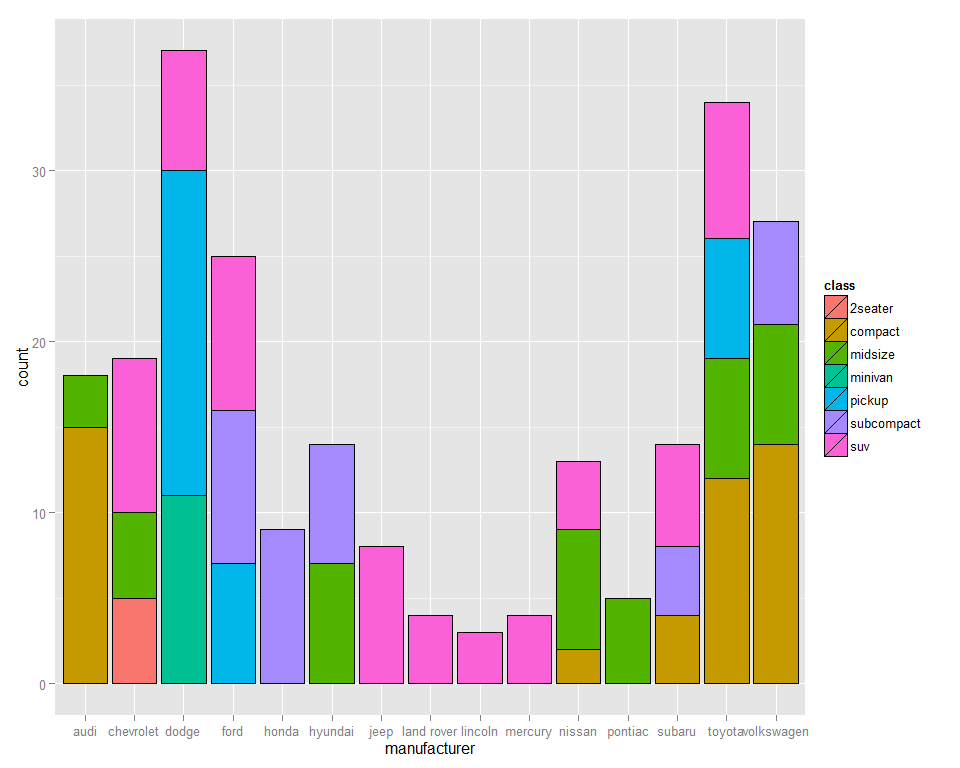 30
20
10
0
count
audi chevrolet dodge ford honda hyundai jeep land rover lincoln mercury nissan pontiac subaru toyota volkswagen
manufacturer
class
2seater
compact
midsize
minivan
pickup
subcompact
suv